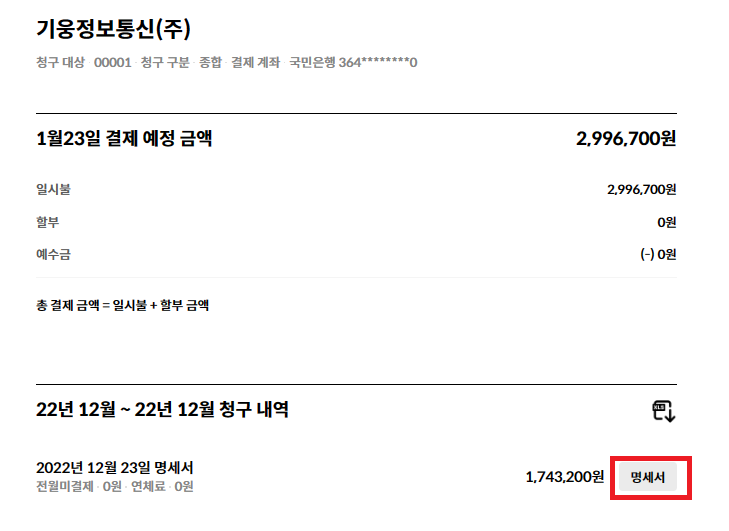 기웅정보통신(주)
청구 대상 · 00001 · 청구 구분 · 종합 · 결제 계좌 · 국민은행 364********0
1월23일 결제 예정 금액 2,996,700원
일시불 2,996,700원
할부 0원
예수금 (-) 0원
총 결제 금액 = 일시불 + 할부 금액
22년 12월 ~ 22년 12월 청구 내역 XLS
2022년 12월 23일 명세서 1,743,200원 명세서
전월미결제 · 0원 · 연체료 · 0원